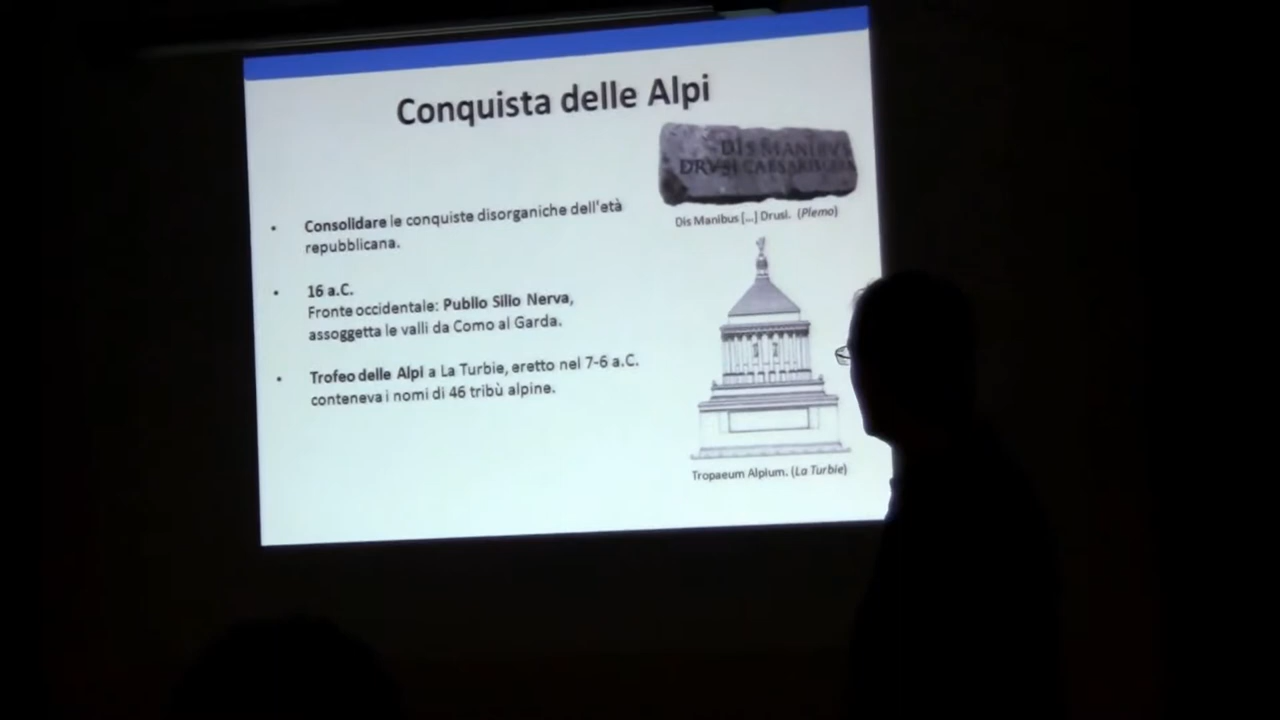 Conquista delle Alpi
• Consolidare le conquiste disorganiche dell'età
repubblicana.
• 16 a.C.
Fronte occidentale: Publio Silio Nerva,
assoggetta le valli da Como al Garda.
• Trofeo delle Alpi a La Turbie, eretto nel 7-6 a.C.
conteneva i nomi di 46 tribù alpine.
DIS MANIBVS
DRVSI CAESARIS
Dis Manibus [...] Drusi. (Plemo)
Tropaeum Alpium. (La Turbie)